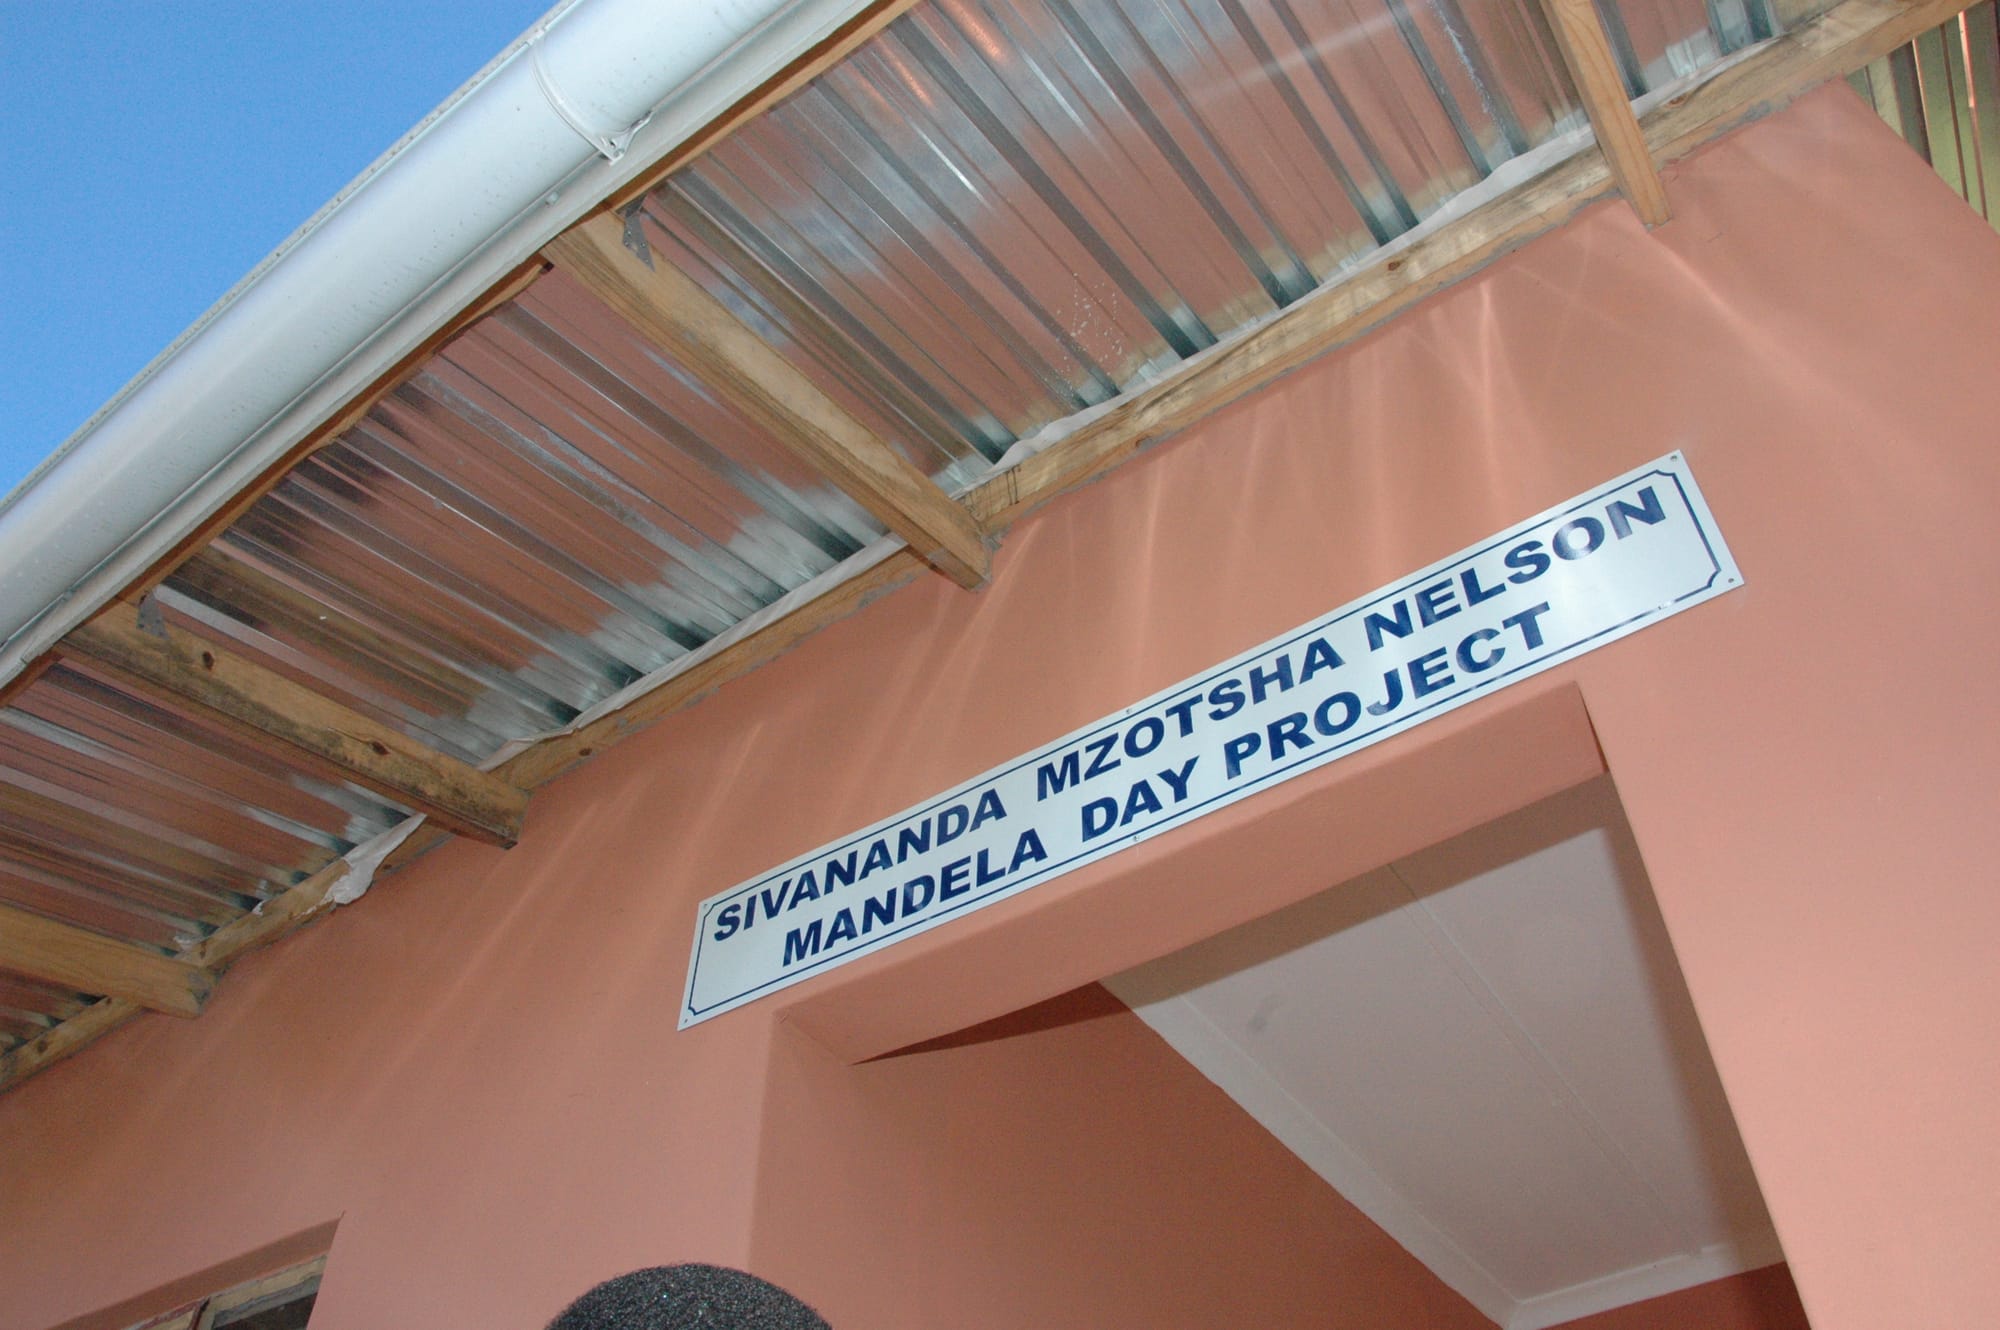 SIVANANDA MZOTSHA NELSON
MANDELA DAY PROJECT